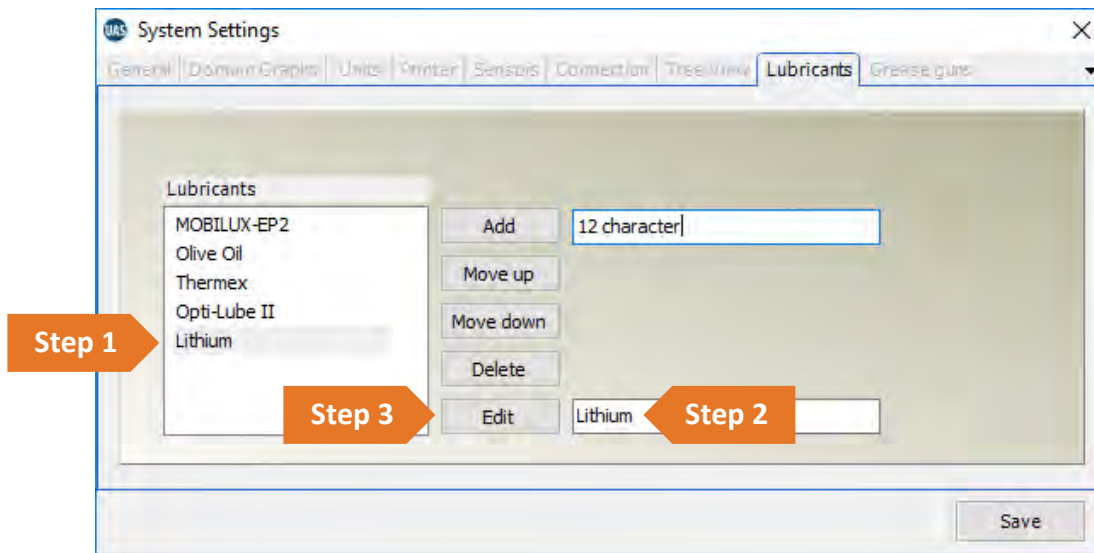 UAS System Settings
General Domain Graphs Units Printer Sensors Connection Tree View Lubricants Grease guns
Lubricants
MOBILUX-EP2
Add
12 character
Olive Oil
Thermex
Move up
Opti-Lube II
Move down
Step 1
Lithium
Delete
Step 3
Edit
Lithium
Step 2
Save